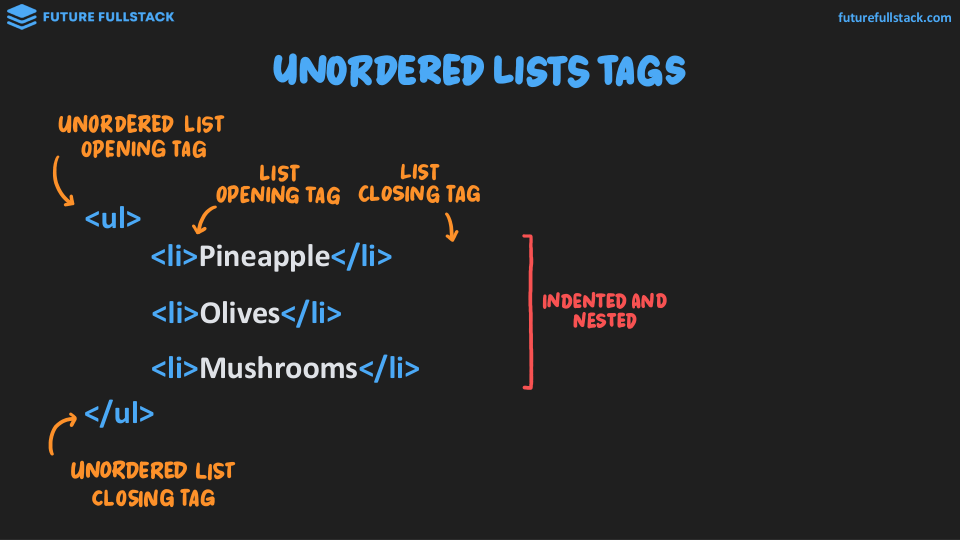 FUTURE FULLSTACK
futurefullstack.com
UNORDERED LISTS TAGS
UNORDERED LIST
OPENING TAG
LIST
OPENING TAG
LIST
CLOSING TAG
<ul>
<li>Pineapple</li>
<li>Olives</li>
<li>Mushrooms</li>
INDENTED AND
NESTED
</ul>
UNORDERED LIST
CLOSING TAG